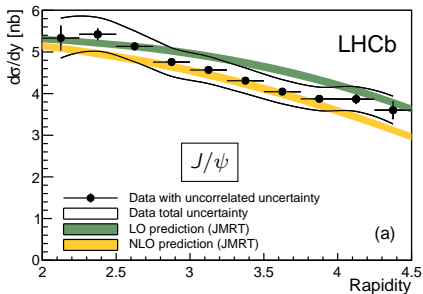 dσ/dy [nb]
6
5
4
3
2
1
0
LHCb
J/ψ
Data with uncorrelated uncertainty
Data total uncertainty
LO prediction (JMRT)
NLO prediction (JMRT)
(a)
2 2.5 3 3.5 4 4.5
Rapidity